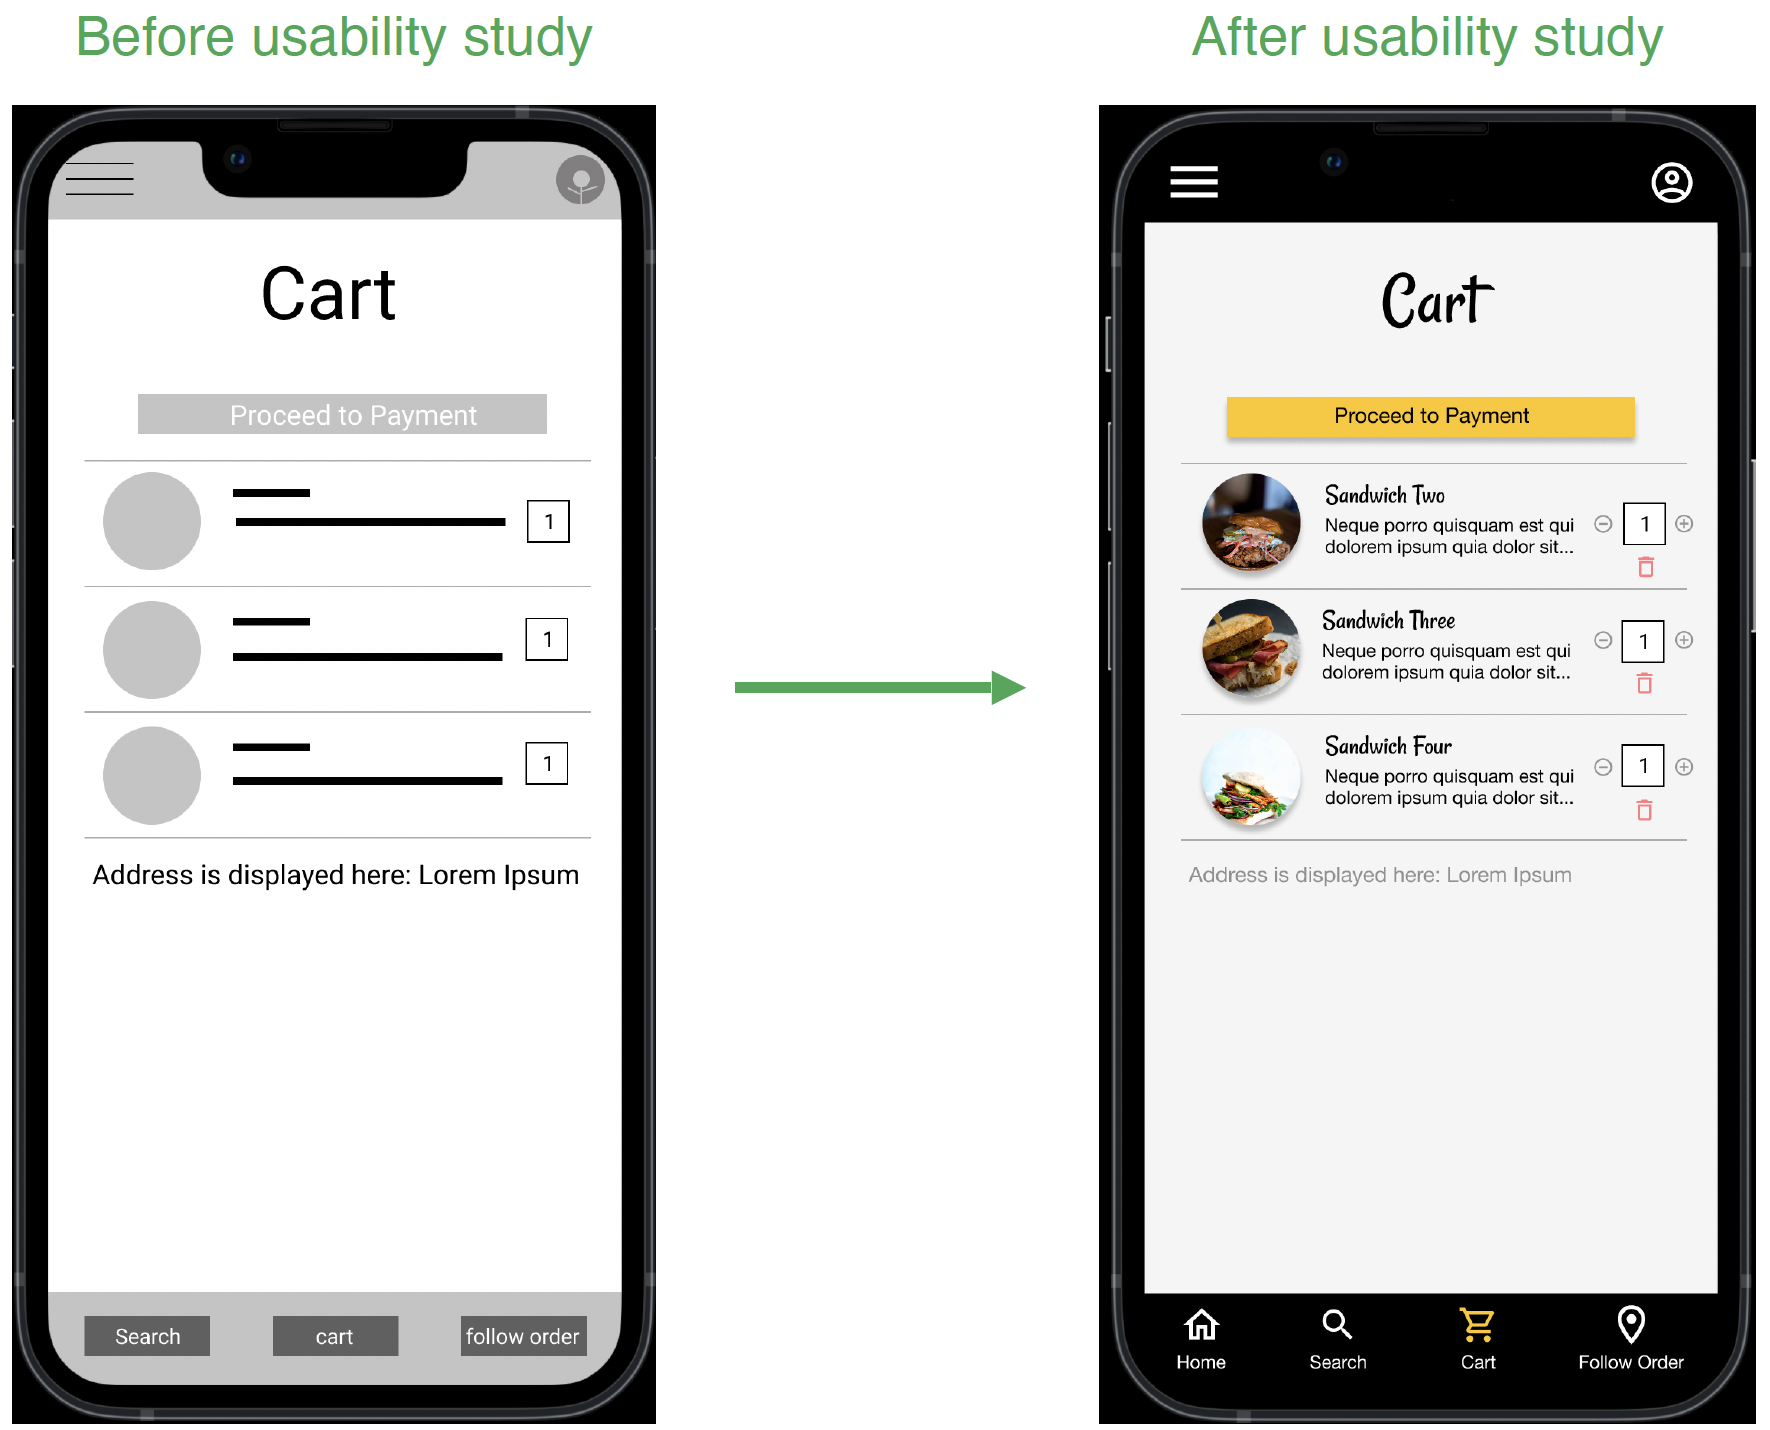 Before usability study
After usability study
Cart
Proceed to Payment
1
1
1
Address is displayed here: Lorem Ipsum
Search
cart
follow order
Cart
Proceed to Payment
Sandwich Two
Neque porro quisquam est qui
dolorem ipsum quia dolor sit...
1
Sandwich Three
Neque porro quisquam est qui
dolorem ipsum quia dolor sit...
1
Sandwich Four
Neque porro quisquam est qui
dolorem ipsum quia dolor sit...
1
Address is displayed here: Lorem Ipsum
Home
Search
Cart
Follow Order